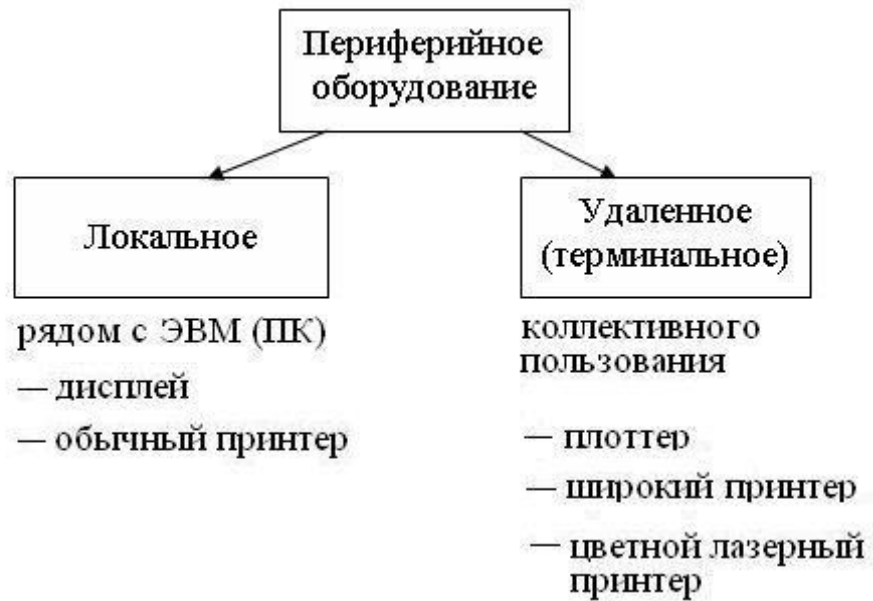 Периферийное
оборудование
Локальное
рядом с ЭВМ (ПК)
— дисплей
— обычный принтер
Удаленное
(терминальное)
коллективного
пользования
— плоттер
— широкий принтер
— цветной лазерный
принтер